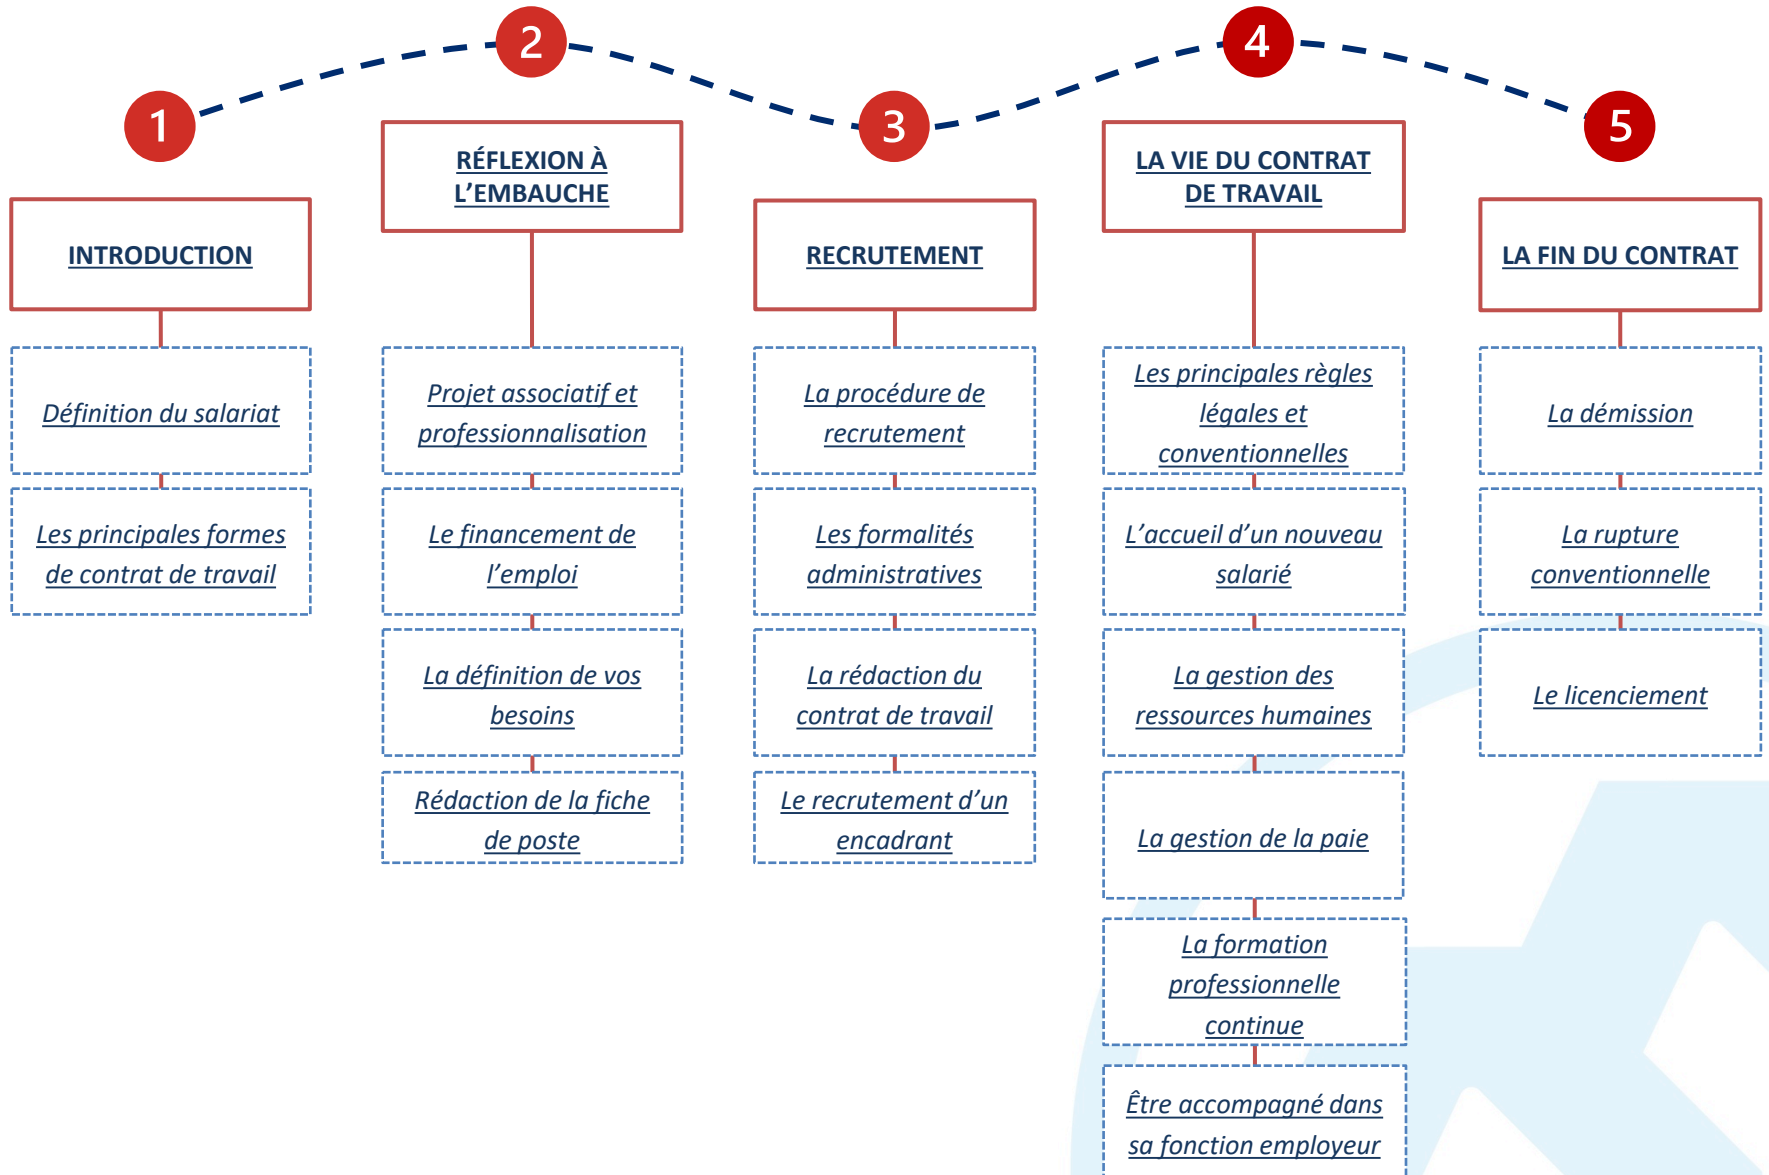 1
INTRODUCTION
Définition du salariat
Les principales formes
de contrat de travail
2
RÉFLEXION À
L’EMBAUCHE
Projet associatif et
professionnalisation
Le financement de
l’emploi
La définition de vos
besoins
Rédaction de la fiche
de poste
3
RECRUTEMENT
La procédure de
recrutement
Les formalités
administratives
La rédaction du
contrat de travail
Le recrutement d’un
encadrant
4
LA VIE DU CONTRAT
DE TRAVAIL
Les principales règles
légales et
conventionnelles
L’accueil d’un nouveau
salarié
La gestion des
ressources humaines
La gestion de la paie
La formation
professionnelle
continue
Être accompagné dans
sa fonction employeur
5
LA FIN DU CONTRAT
La démission
La rupture
conventionnelle
Le licenciement